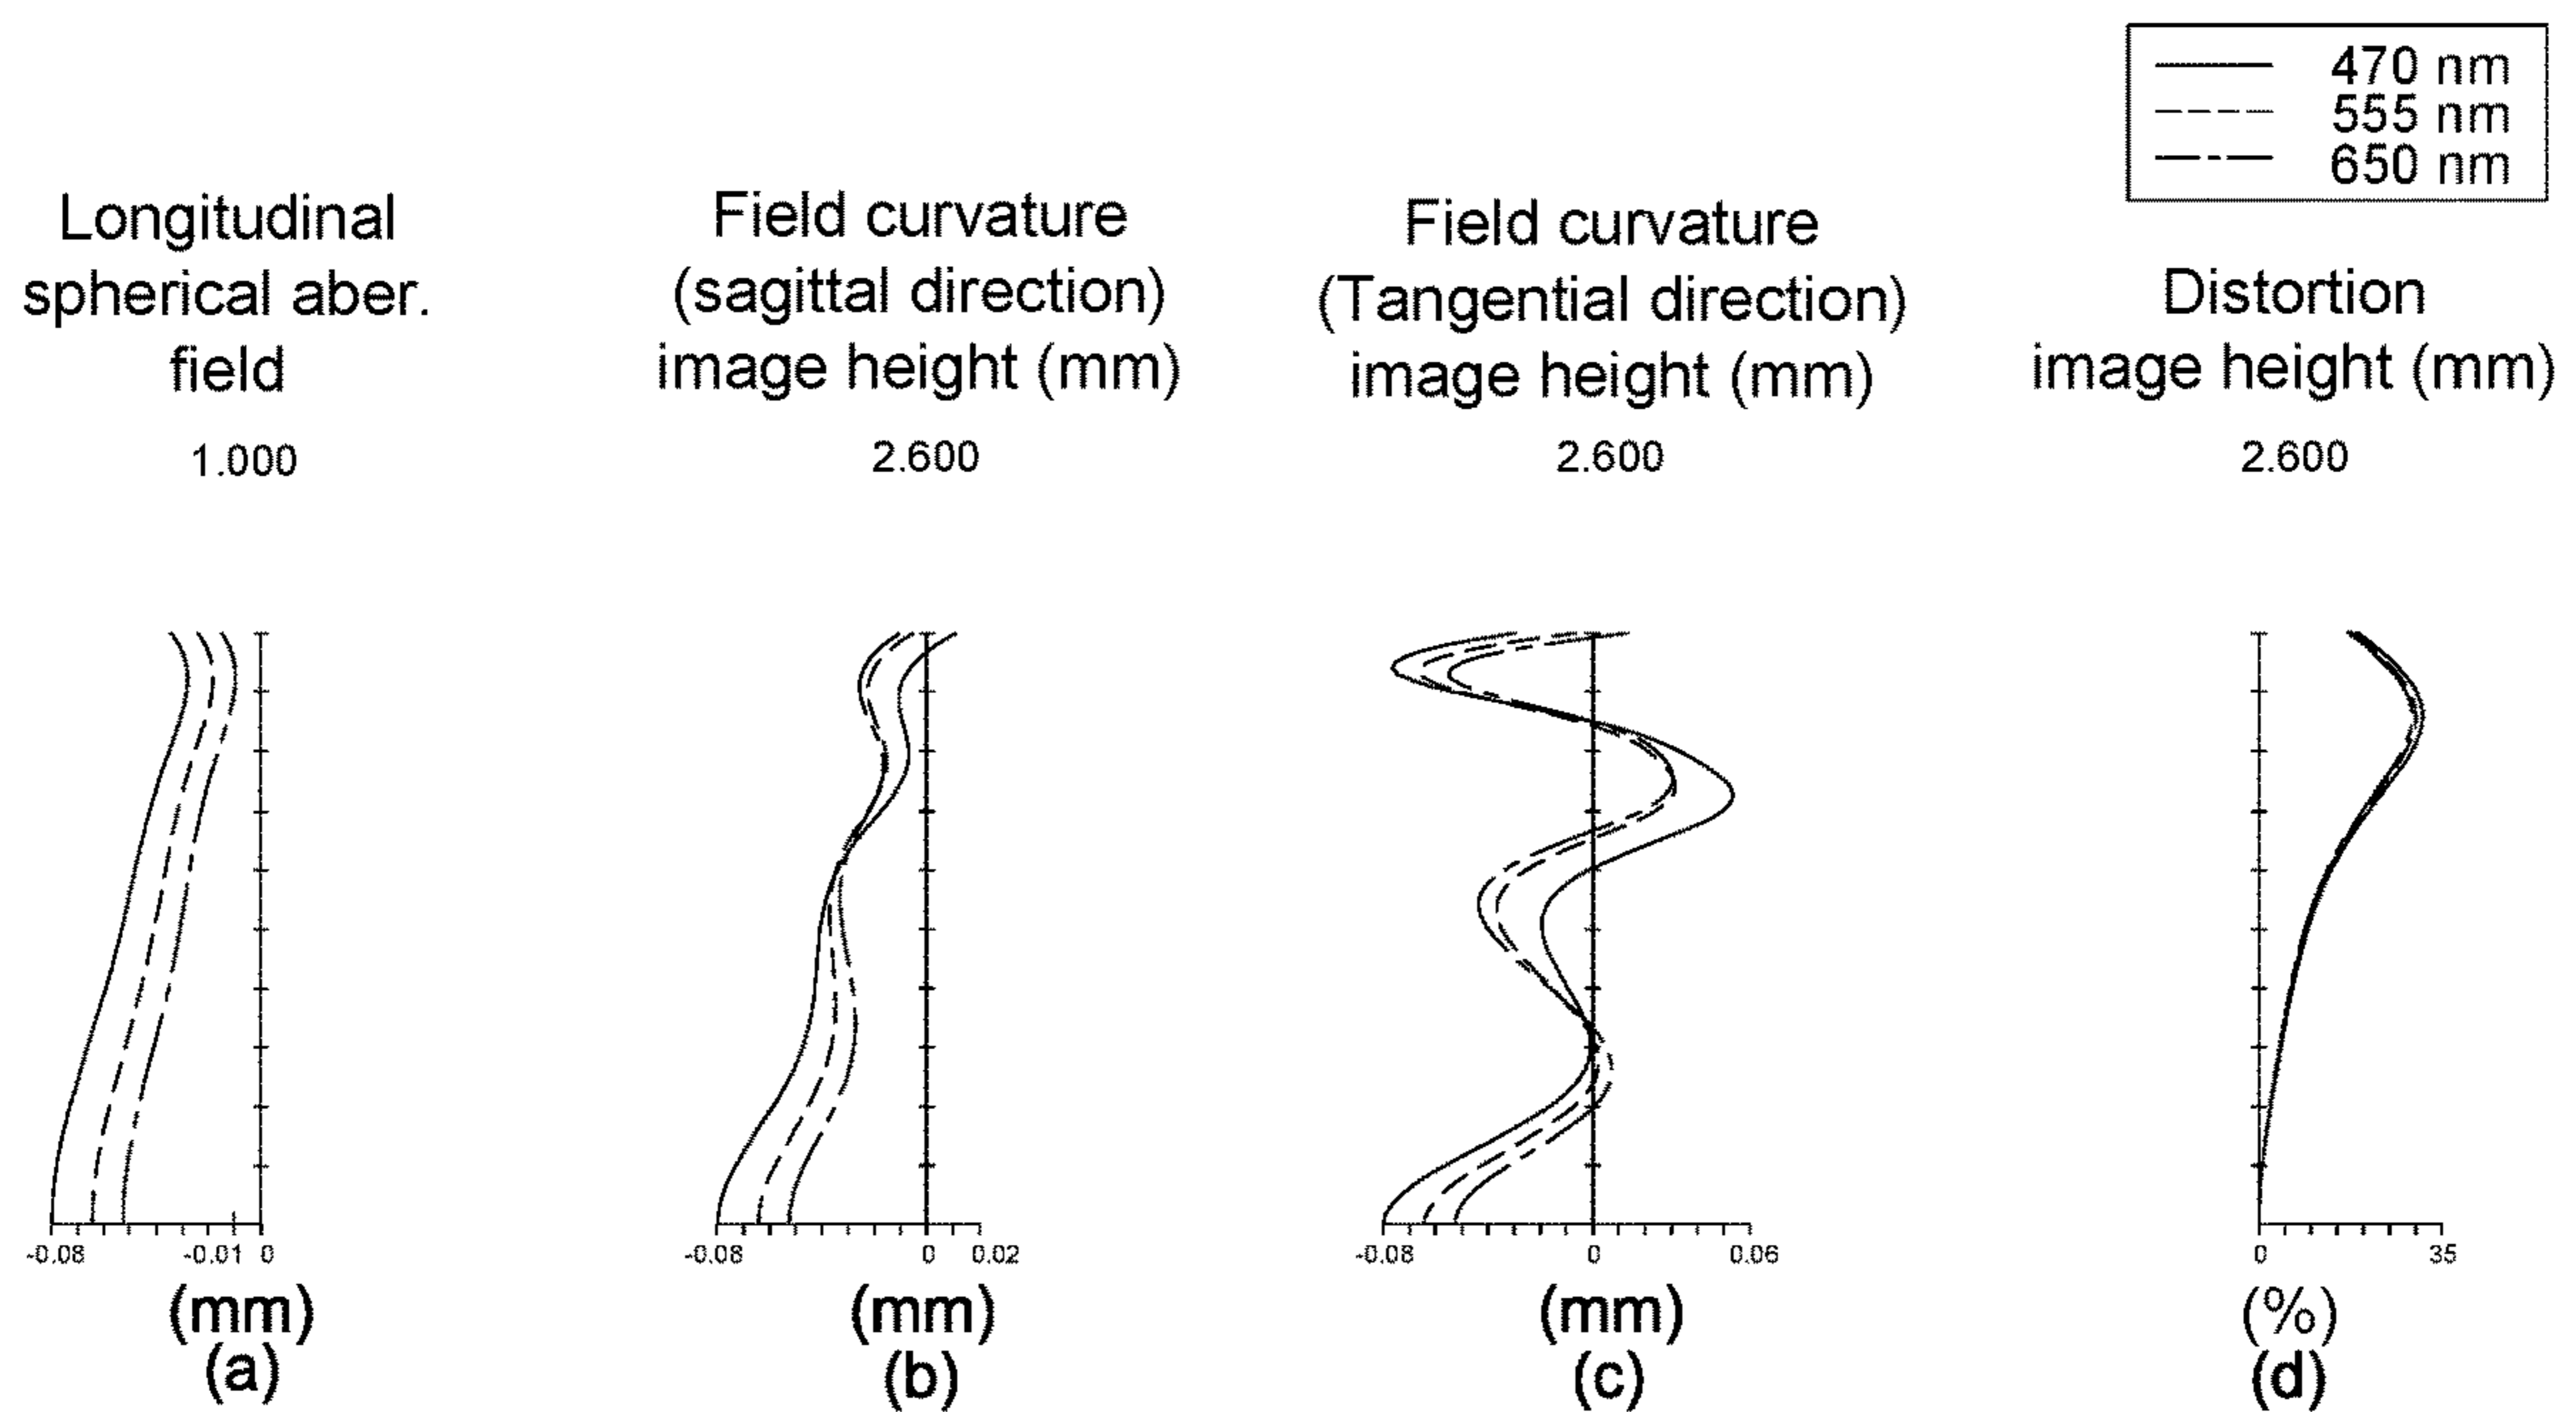 470 nm
555 nm
650 nm
Longitudinal
spherical aber.
field
1.000
Field curvature
(sagittal direction)
image height (mm)
2.600
Field curvature
(Tangential direction)
image height (mm)
2.600
Distortion
image height (mm)
2.600
-0.08 -0.01 0
(mm)
(a)
-0.08 0 0.02
(mm)
(b)
-0.08 0 0.06
(mm)
(c)
0 35
(%)
(d)